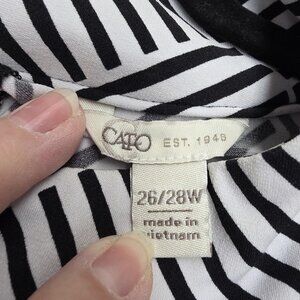 CATO EST. 1946
26/28W
made in
vietnam